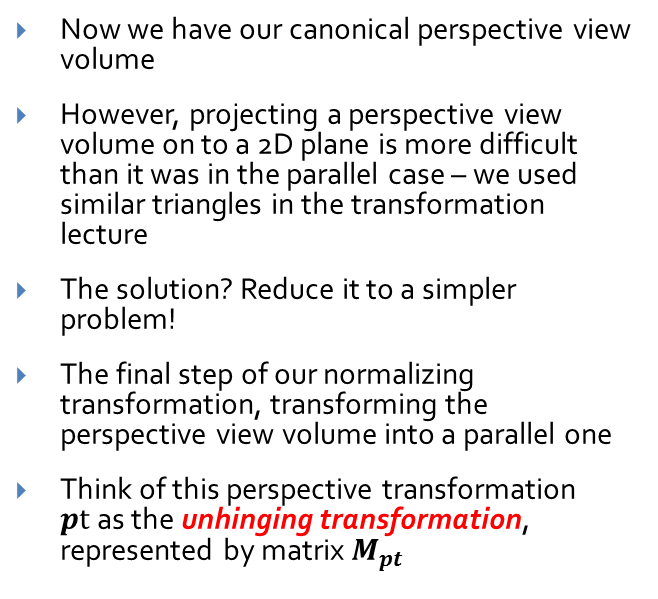 Now we have our canonical perspective view
volume
However, projecting a perspective view
volume on to a 2D plane is more difficult
than it was in the parallel case – we used
similar triangles in the transformation
lecture
The solution? Reduce it to a simpler
problem!
The final step of our normalizing
transformation, transforming the
perspective view volume into a parallel one
Think of this perspective transformation
pt as the unhinging transformation,
represented by matrix M_pt